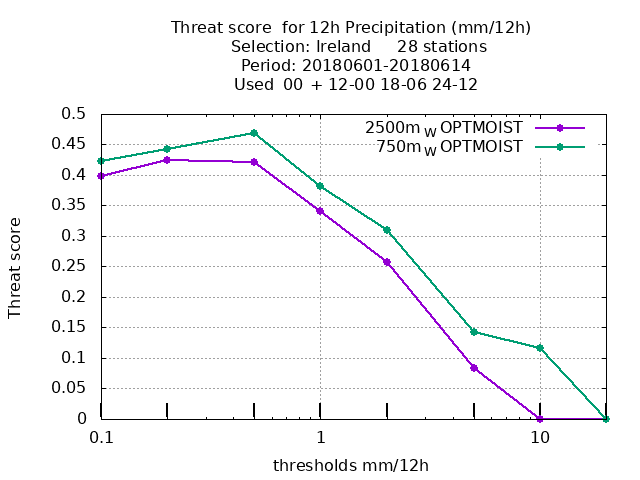 Threat score  for 12h Precipitation (mm/12h)
Selection: Ireland     28 stations
Period: 20180601-20180614
Used  00  + 12-00 18-06 24-12
2500m W OPTMOIST
750m W OPTMOIST
0.5
0.45
0.4
0.35
0.3
0.25
0.2
0.15
0.1
0.05
0
Threat score
0.1
1
10
thresholds mm/12h